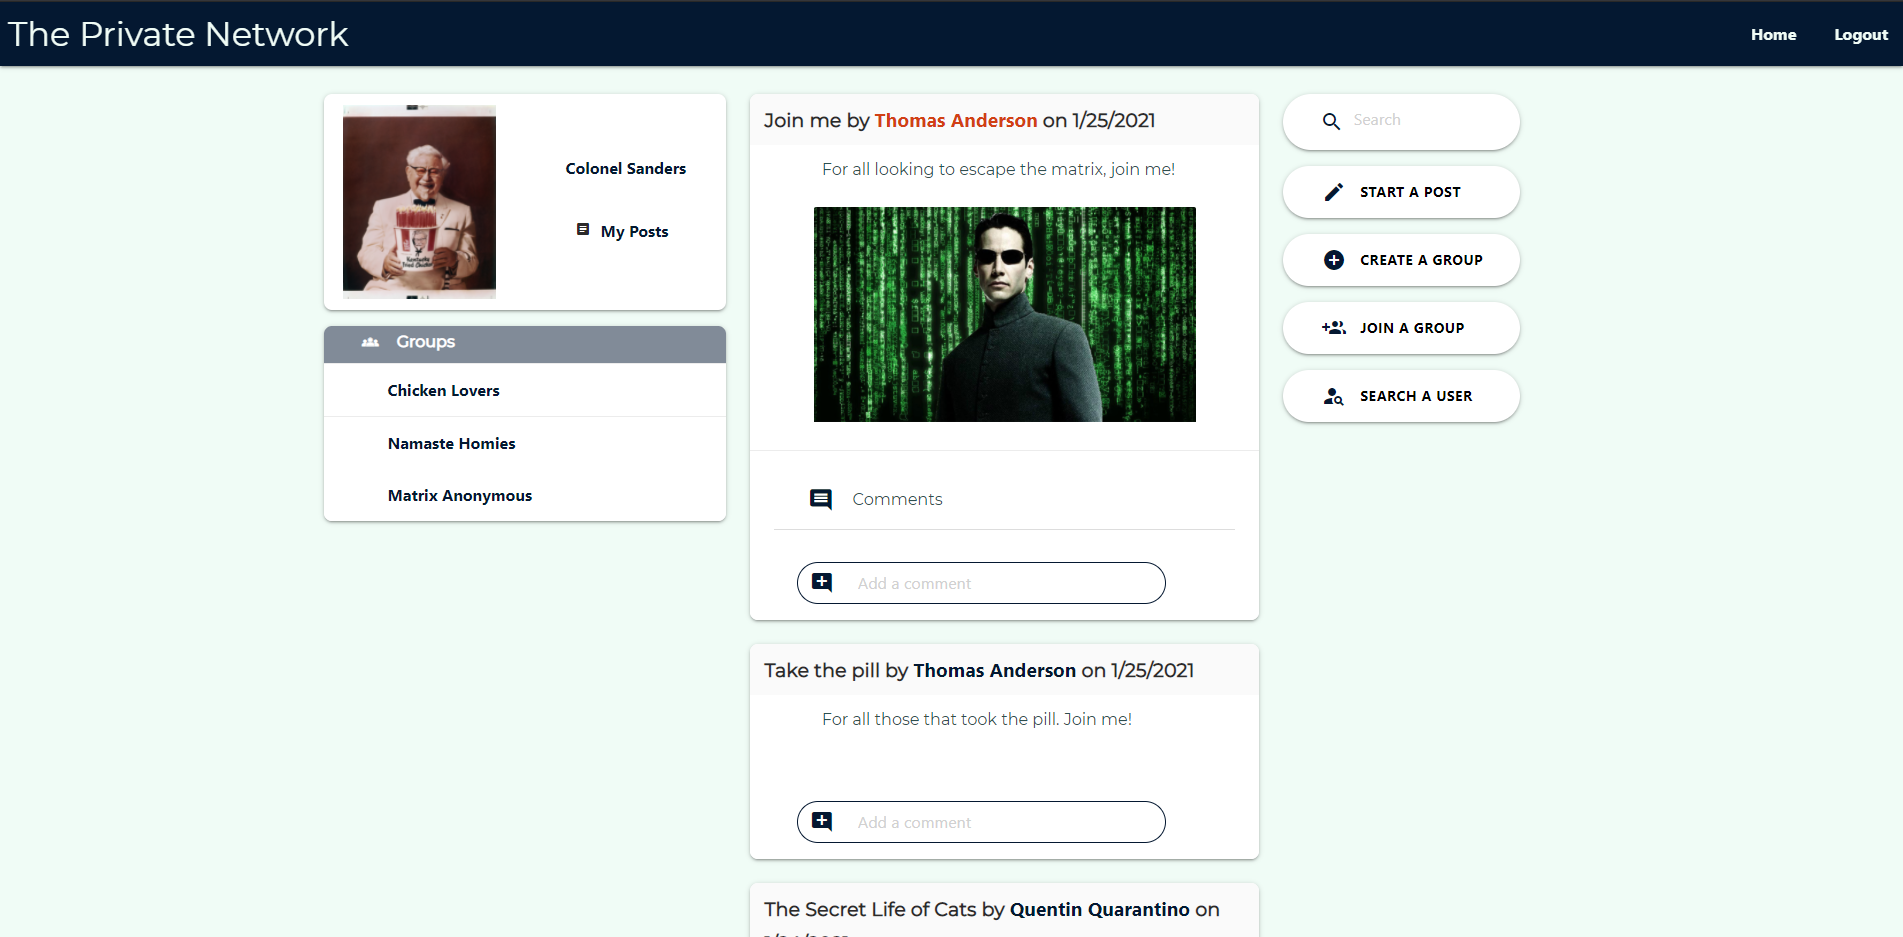 The Private Network
Home
Logout
Colonel Sanders
My Posts
Groups
Chicken Lovers
Namaste Homies
Matrix Anonymous
Join me by Thomas Anderson on 1/25/2021
For all looking to escape the matrix, join me!
Comments
Add a comment
Take the pill by Thomas Anderson on 1/25/2021
For all those that took the pill. Join me!
Add a comment
The Secret Life of Cats by Quentin Quarantino on
Search
START A POST
CREATE A GROUP
JOIN A GROUP
SEARCH A USER